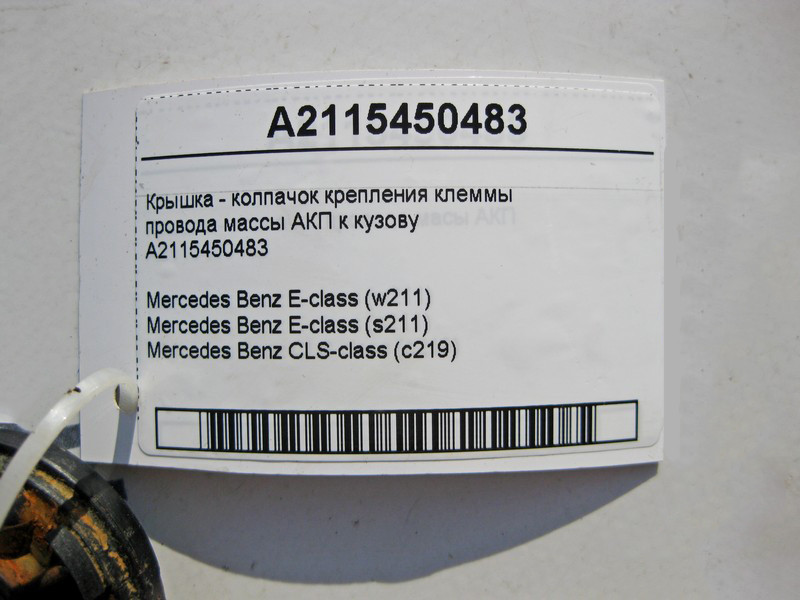 A2115450483
Крышка - колпачок крепления клеммы
провода массы АКП к кузову
A2115450483
Mercedes Benz E-class (w211)
Mercedes Benz E-class (s211)
Mercedes Benz CLS-class (c219)